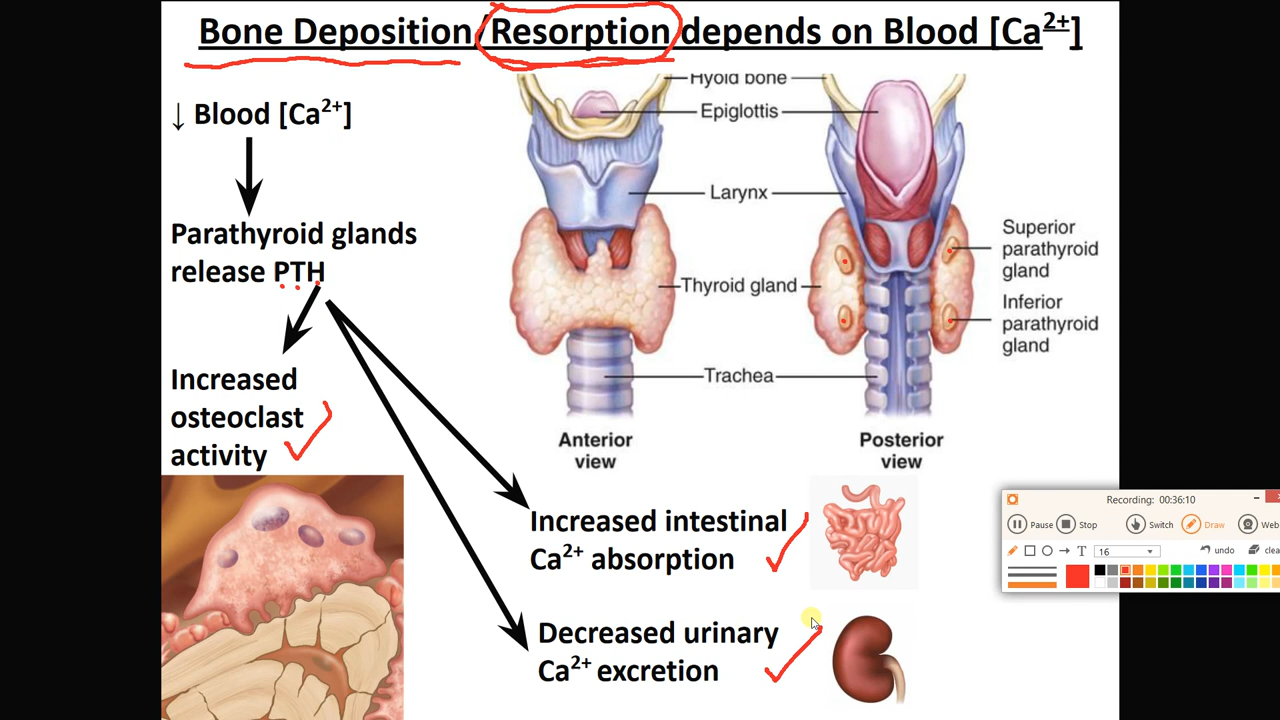 Bone Deposition/Resorption depends on Blood [Ca²⁺]
↓ Blood [Ca²⁺]
Parathyroid glands
release PTH
Increased
osteoclast
activity
Hyoid bone
Epiglottis
Larynx
Thyroid gland
Trachea
Superior
parathyroid
gland
Inferior
parathyroid
gland
Anterior
view
Posterior
view
Increased intestinal
Ca²⁺ absorption
Decreased urinary
Ca²⁺ excretion
Recording: 00:36:10
Pause Stop Switch Draw Web
T 16 undo clea